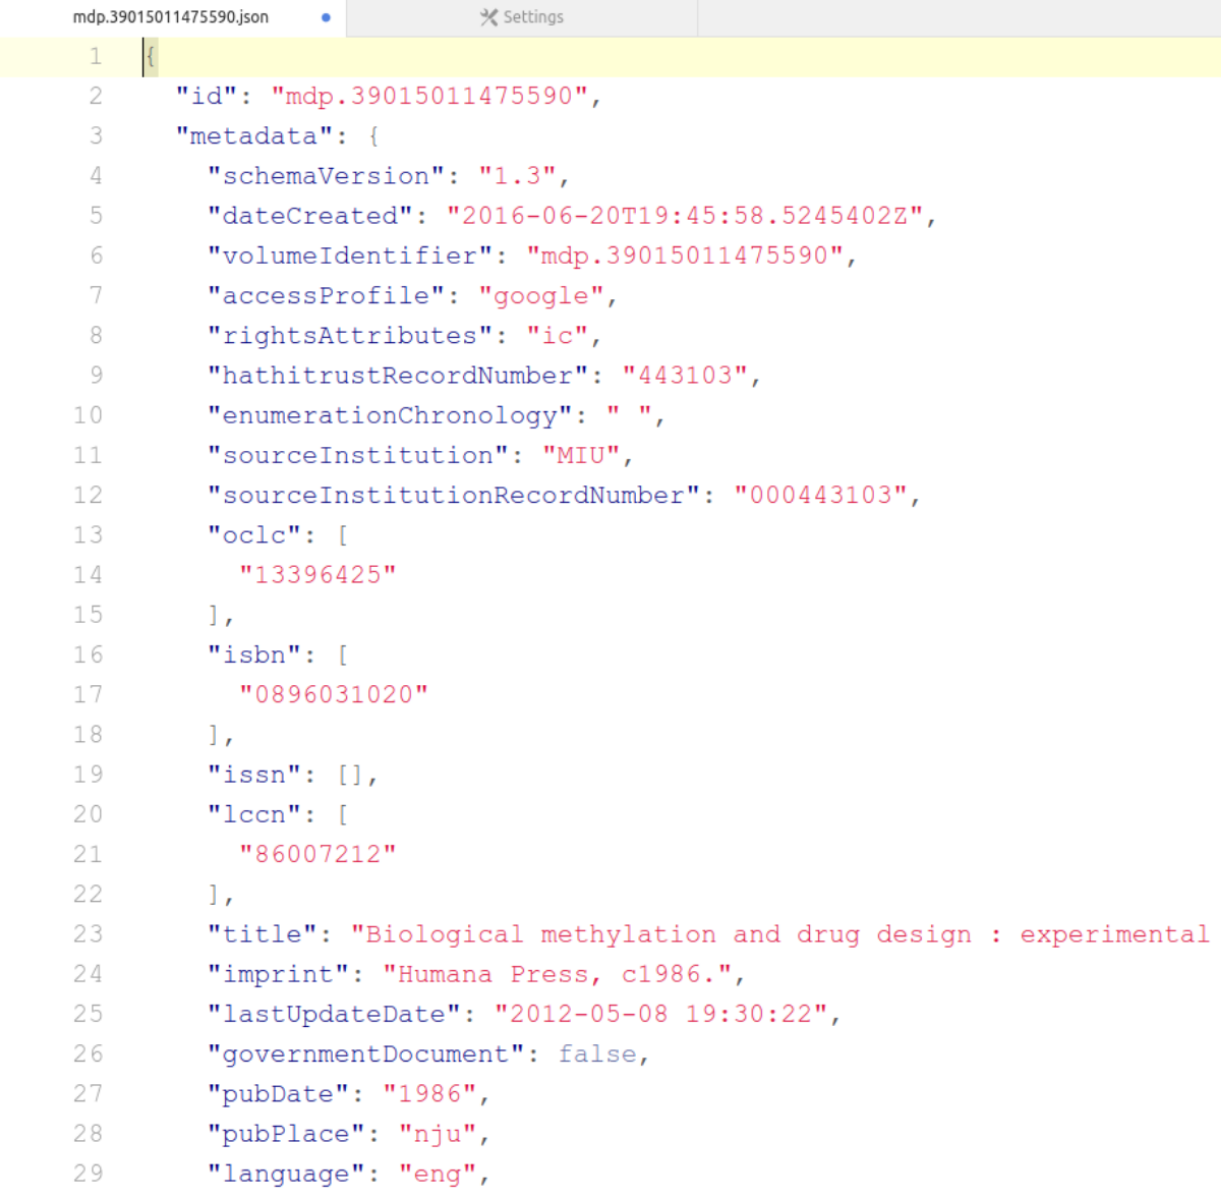 mdp.39015011475590.json
Settings
1 {
2 "id": "mdp.39015011475590",
3 "metadata": {
4 "schemaVersion": "1.3",
5 "dateCreated": "2016-06-20T19:45:58.5245402Z",
6 "volumeIdentifier": "mdp.39015011475590",
7 "accessProfile": "google",
8 "rightsAttributes": "ic",
9 "hathitrustRecordNumber": "443103",
10 "enumerationChronology": " ",
11 "sourceInstitution": "MIU",
12 "sourceInstitutionRecordNumber": "000443103",
13 "oclc": [
14 "13396425"
15 ],
16 "isbn": [
17 "0896031020"
18 ],
19 "issn": [],
20 "lccn": [
21 "86007212"
22 ],
23 "title": "Biological methylation and drug design : experimental
24 "imprint": "Humana Press, c1986.",
25 "lastUpdateDate": "2012-05-08 19:30:22",
26 "governmentDocument": false,
27 "pubDate": "1986",
28 "pubPlace": "nju",
29 "language": "eng",